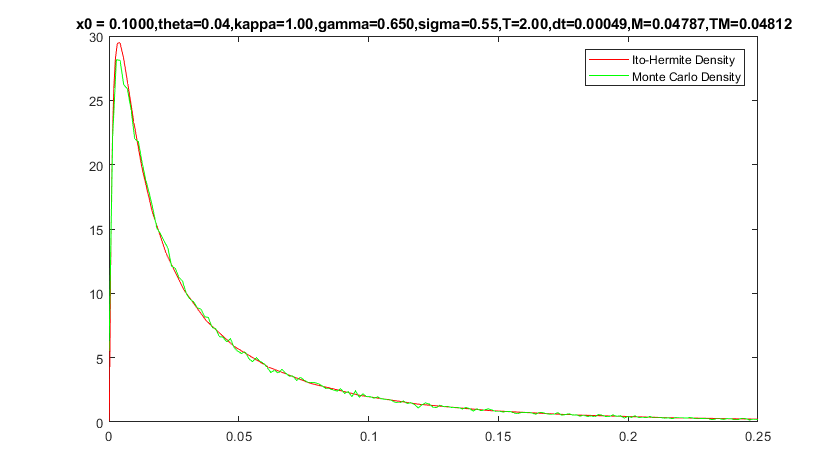 x0 = 0.1000,theta=0.04,kappa=1.00,gamma=0.650,sigma=0.55,T=2.00,dt=0.00049,M=0.04787,TM=0.04812
30
Ito-Hermite Density
Monte Carlo Density
25
20
15
10
5
0
0 0.05 0.1 0.15 0.2 0.25